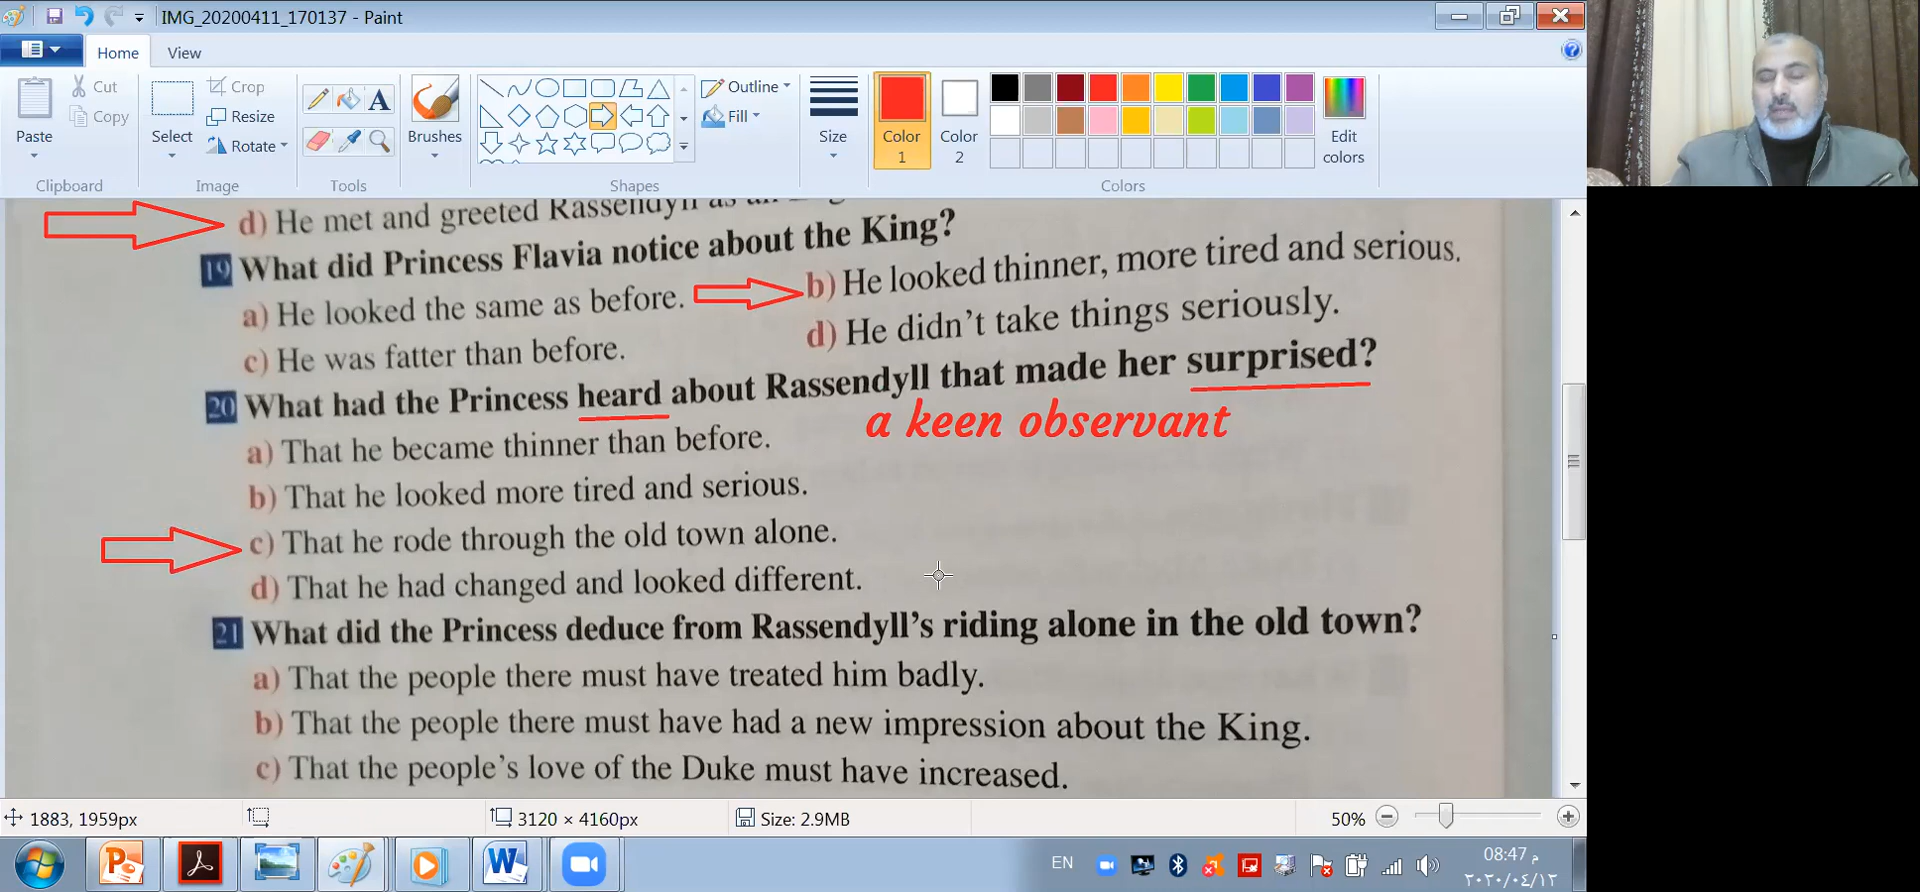 IMG_20200411_170137 - Paint
Home View
Paste
Cut
Copy
Clipboard
Select
Crop
Resize
Rotate
Image
Tools
Brushes
Shapes
Outline
Fill
Size
Color 1
Color 2
Edit colors
Colors
d) He met and greeted Rassendyll as
19 What did Princess Flavia notice about the King?
a) He looked the same as before. b) He looked thinner, more tired and serious.
c) He was fatter than before. d) He didn't take things seriously.
20 What had the Princess heard about Rassendyll that made her surprised?
a keen observant
a) That he became thinner than before.
b) That he looked more tired and serious.
c) That he rode through the old town alone.
d) That he had changed and looked different.
21 What did the Princess deduce from Rassendyll's riding alone in the old town?
a) That the people there must have treated him badly.
b) That the people there must have had a new impression about the King.
c) That the people's love of the Duke must have increased.
1883, 1959px 3120 × 4160px Size: 2.9MB 50%
EN
08:47 م
٢٠٢٠/٠٤/١٢